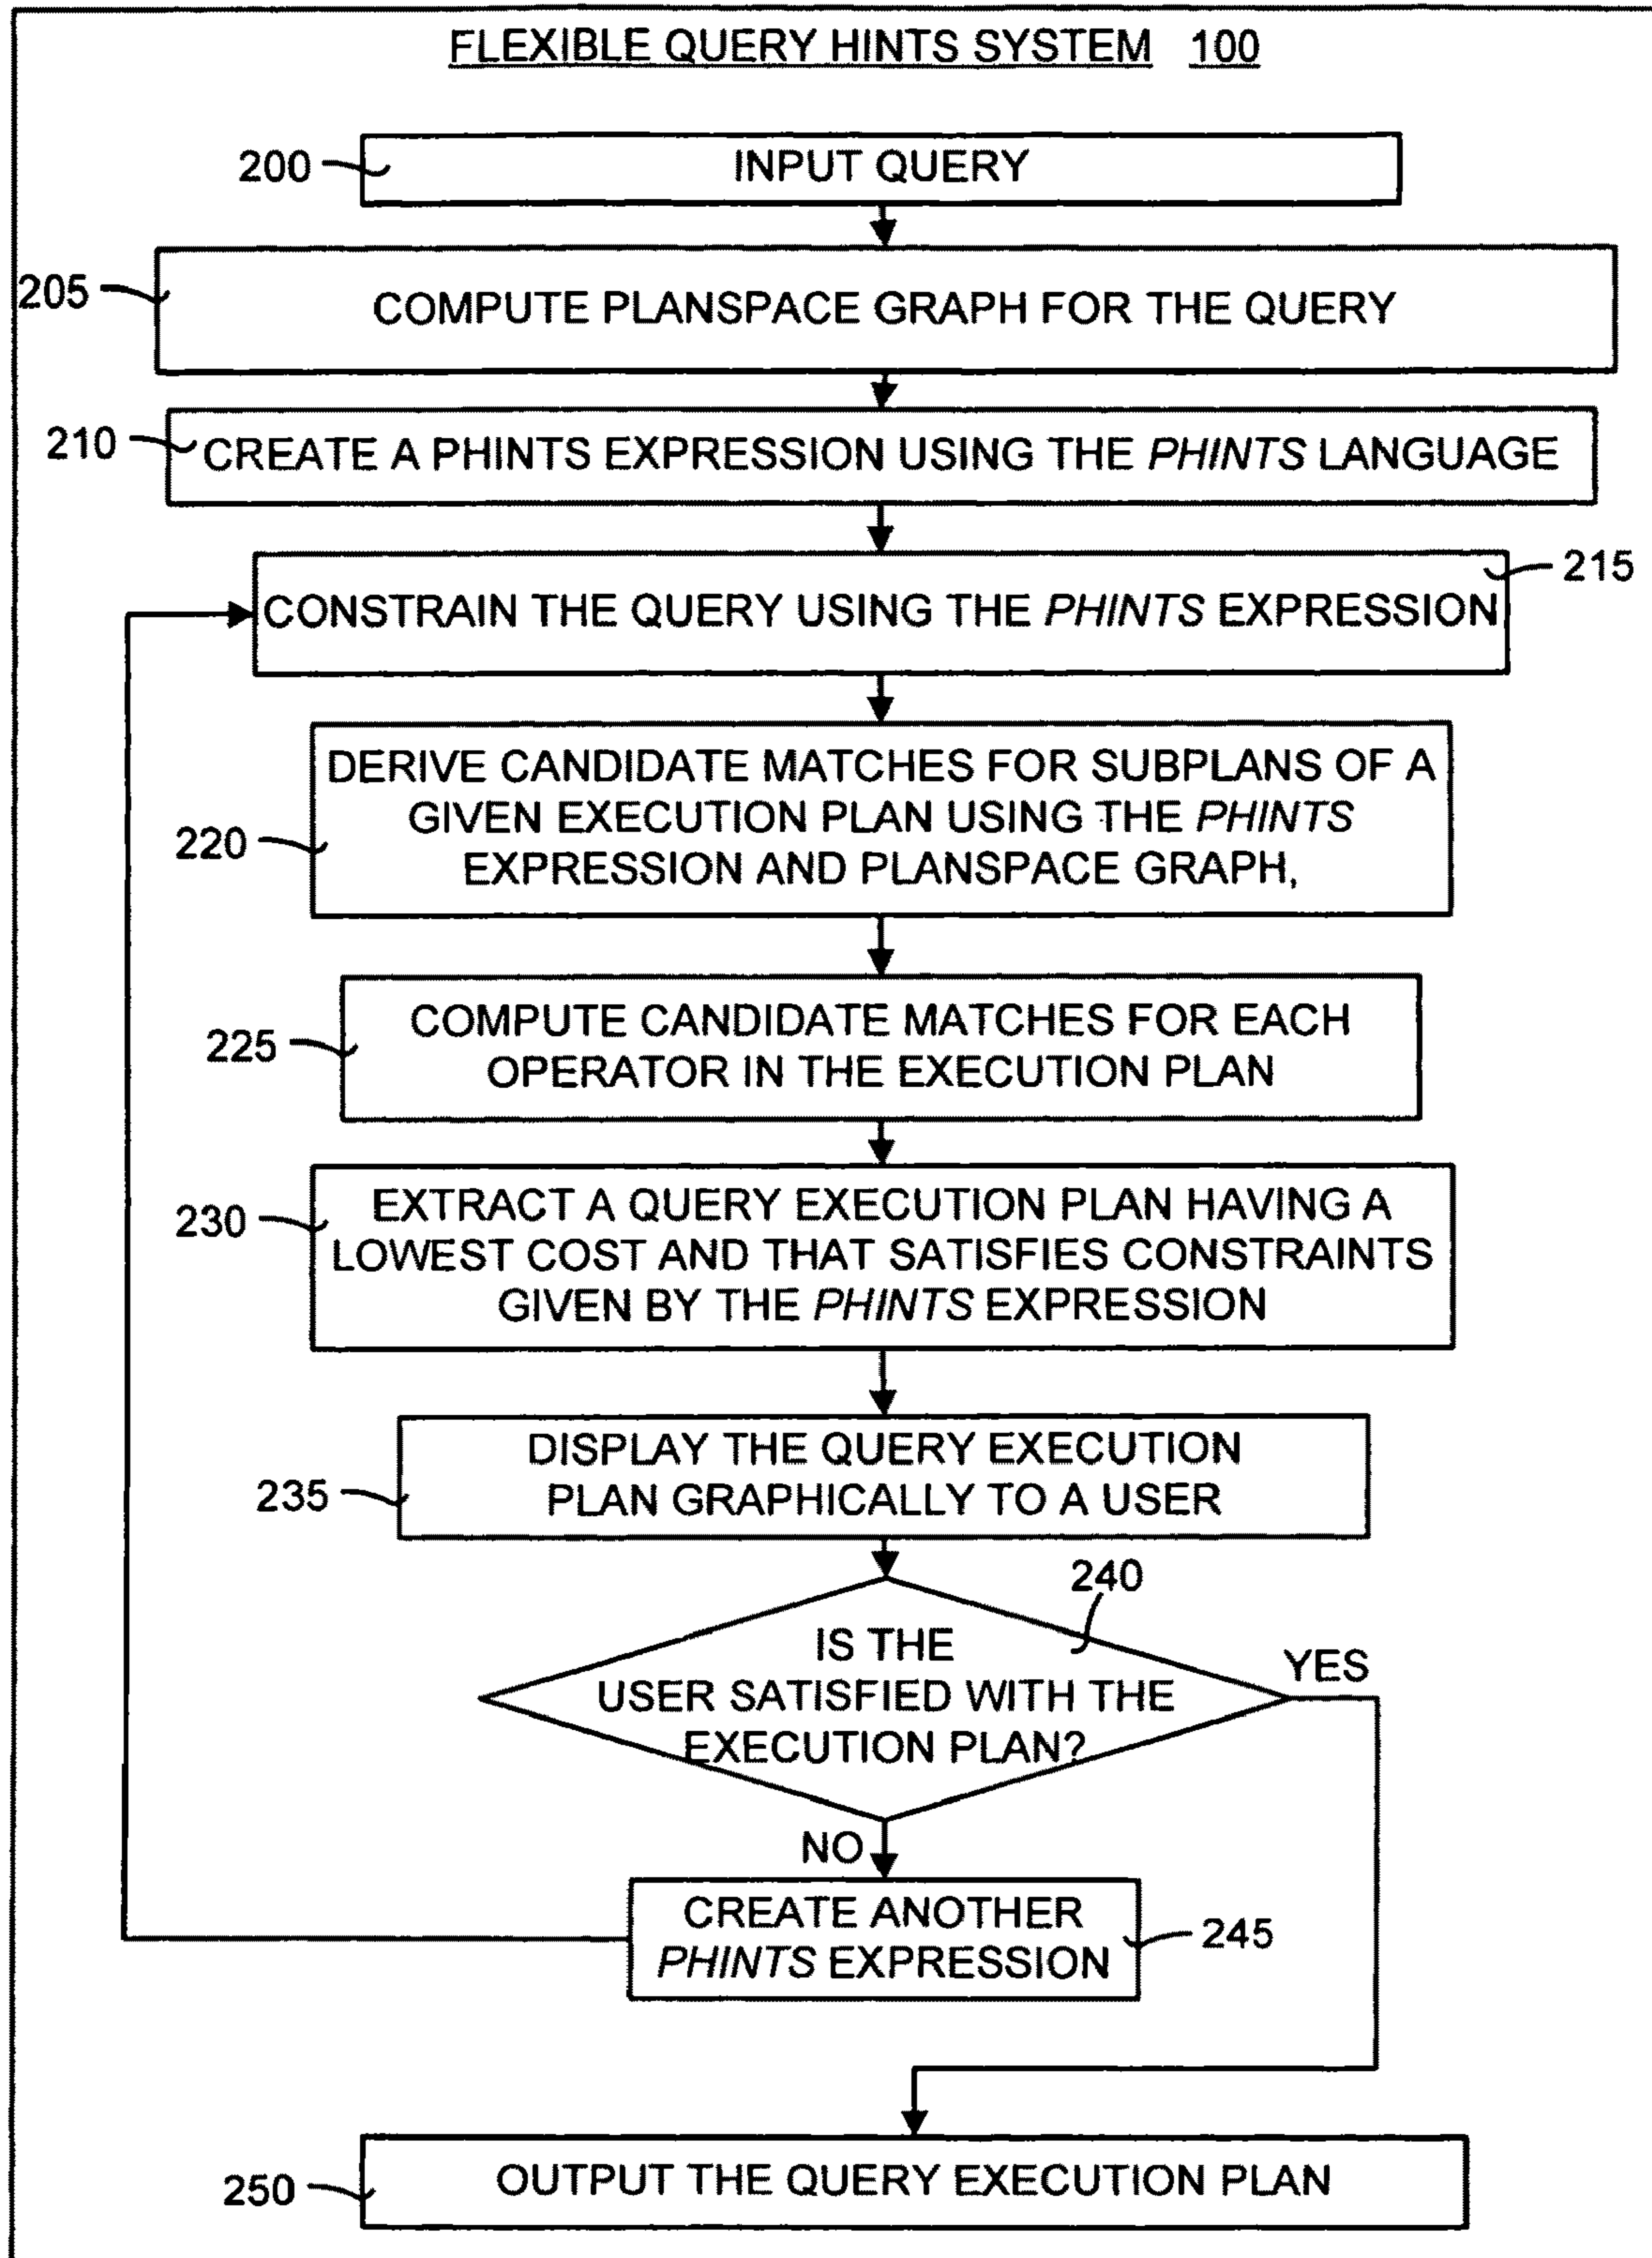 FLEXIBLE QUERY HINTS SYSTEM 100
200
INPUT QUERY
205
COMPUTE PLANSPACE GRAPH FOR THE QUERY
210
CREATE A PHINTS EXPRESSION USING THE PHINTS LANGUAGE
215
CONSTRAIN THE QUERY USING THE PHINTS EXPRESSION
DERIVE CANDIDATE MATCHES FOR SUBPLANS OF A
GIVEN EXECUTION PLAN USING THE PHINTS
220
EXPRESSION AND PLANSPACE GRAPH,
COMPUTE CANDIDATE MATCHES FOR EACH
225
OPERATOR IN THE EXECUTION PLAN
EXTRACT A QUERY EXECUTION PLAN HAVING A
230
LOWEST COST AND THAT SATISFIES CONSTRAINTS
GIVEN BY THE PHINTS EXPRESSION
DISPLAY THE QUERY EXECUTION
235
PLAN GRAPHICALLY TO A USER
240
IS THE
YES
USER SATISFIED WITH THE
EXECUTION PLAN?
NO
CREATE ANOTHER
245
PHINTS EXPRESSION
250
OUTPUT THE QUERY EXECUTION PLAN